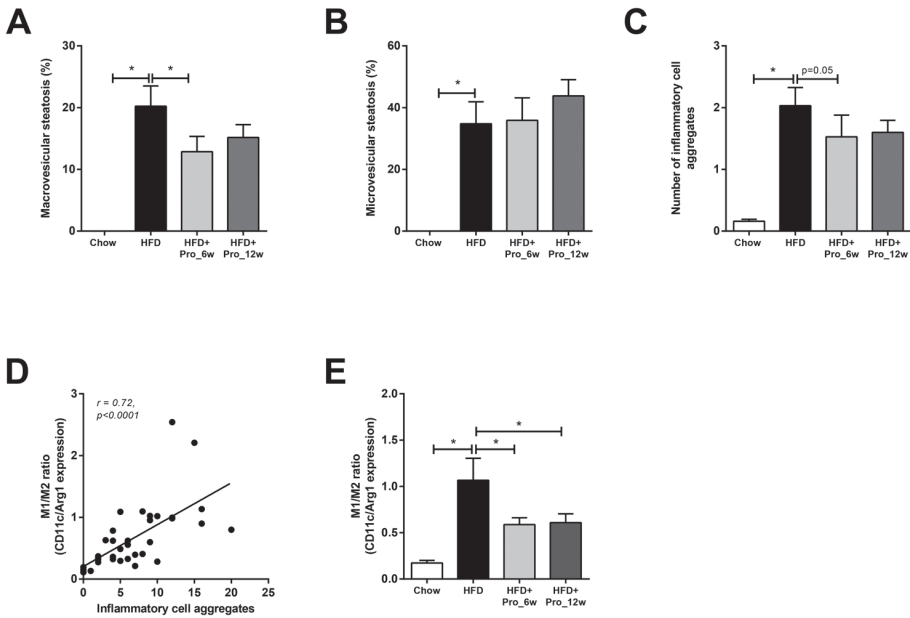 A
Macrovesicular steatosis (%)
30
20
10
0
*
*
Chow
HFD
HFD+
Pro_6w
HFD+
Pro_12w
B
Microvesicular steatosis (%)
60
40
20
0
*
Chow
HFD
HFD+
Pro_6w
HFD+
Pro_12w
C
Number of inflammatory cell
aggregates
3
2
1
0
*
p=0.05
Chow
HFD
HFD+
Pro_6w
HFD+
Pro_12w
D
M1/M2 ratio
(CD11c/Arg1 expression)
3
2
1
0
r = 0.72,
p<0.0001
0
5
10
15
20
25
Inflammatory cell aggregates
E
M1/M2 ratio
(CD11c/Arg1 expression)
2.0
1.5
1.0
0.5
0.0
*
*
*
Chow
HFD
HFD+
Pro_6w
HFD+
Pro_12w